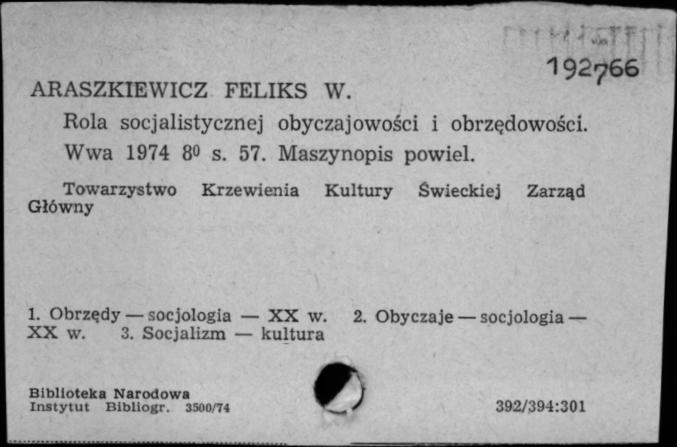 192766
ARASZKIEWICZ FELIKS W.
Rola socjalistycznej obyczajowości i obrzędowości.
Wwa 1974 8⁰ s. 57. Maszynopis powiel.
Towarzystwo Krzewienia Kultury Świeckiej Zarząd
Główny
1. Obrzędy — socjologia — XX w. 2. Obyczaje — socjologia —
XX w. 3. Socjalizm — kultura
Biblioteka Narodowa
Instytut Bibliogr. 3500/74
392/394:301